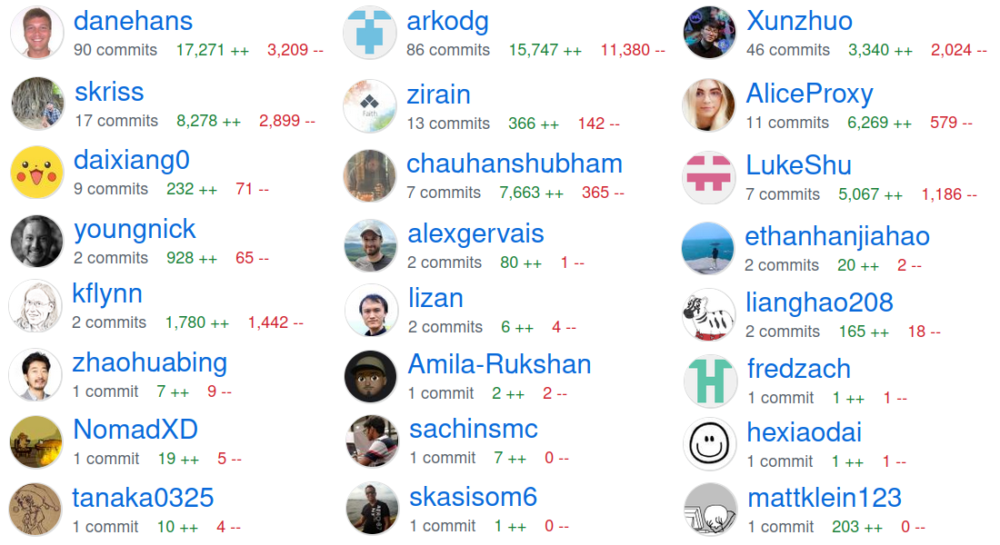 danehans
90 commits 17,271 ++ 3,209 --
arkodg
86 commits 15,747 ++ 11,380 --
Xunzhuo
46 commits 3,340 ++ 2,024 --
skriss
17 commits 8,278 ++ 2,899 --
zirain
13 commits 366 ++ 142 --
Faith
AliceProxy
11 commits 6,269 ++ 579 --
daixiang0
9 commits 232 ++ 71 --
chauhanshubham
7 commits 7,663 ++ 365 --
LukeShu
7 commits 5,067 ++ 1,186 --
youngnick
2 commits 928 ++ 65 --
alexgervais
2 commits 80 ++ 1 --
ethanhanjiahao
2 commits 20 ++ 2 --
kflynn
2 commits 1,780 ++ 1,442 --
lizan
2 commits 6 ++ 4 --
lianghao208
2 commits 165 ++ 18 --
zhaohuabing
1 commit 7 ++ 9 --
Amila-Rukshan
1 commit 2 ++ 2 --
fredzach
1 commit 1 ++ 1 --
NomadXD
1 commit 19 ++ 5 --
sachinsmc
1 commit 7 ++ 0 --
hexiaodai
1 commit 1 ++ 1 --
tanaka0325
1 commit 10 ++ 4 --
skasisom6
1 commit 1 ++ 0 --
mattklein123
1 commit 203 ++ 0 --